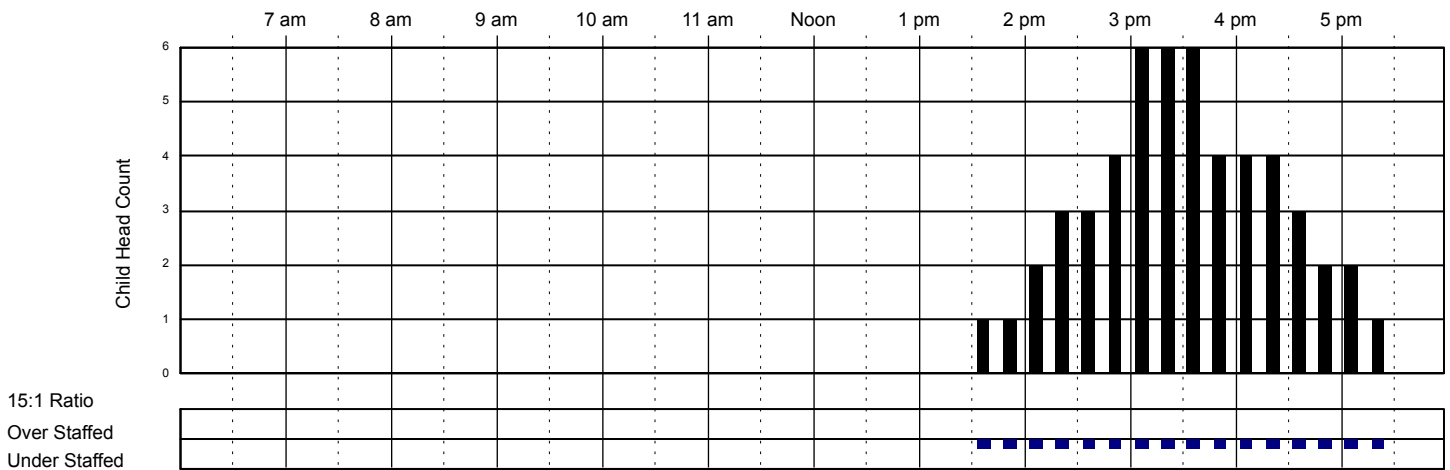 7 am 8 am 9 am 10 am 11 am Noon 1 pm 2 pm 3 pm 4 pm 5 pm
6
5
4
3
2
1
0
Child Head Count
15:1 Ratio
Over Staffed
Under Staffed